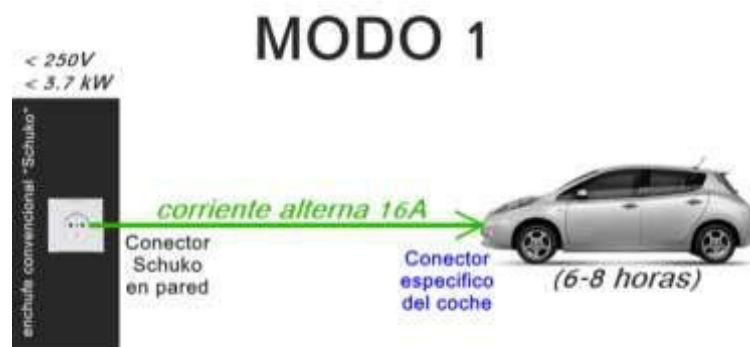 MODO 1
< 250V
< 3.7 kW
enchufe convencional "Schuko"
corriente alterna 16A
Conector
Schuko
en pared
Conector
especifico
del coche
(6-8 horas)